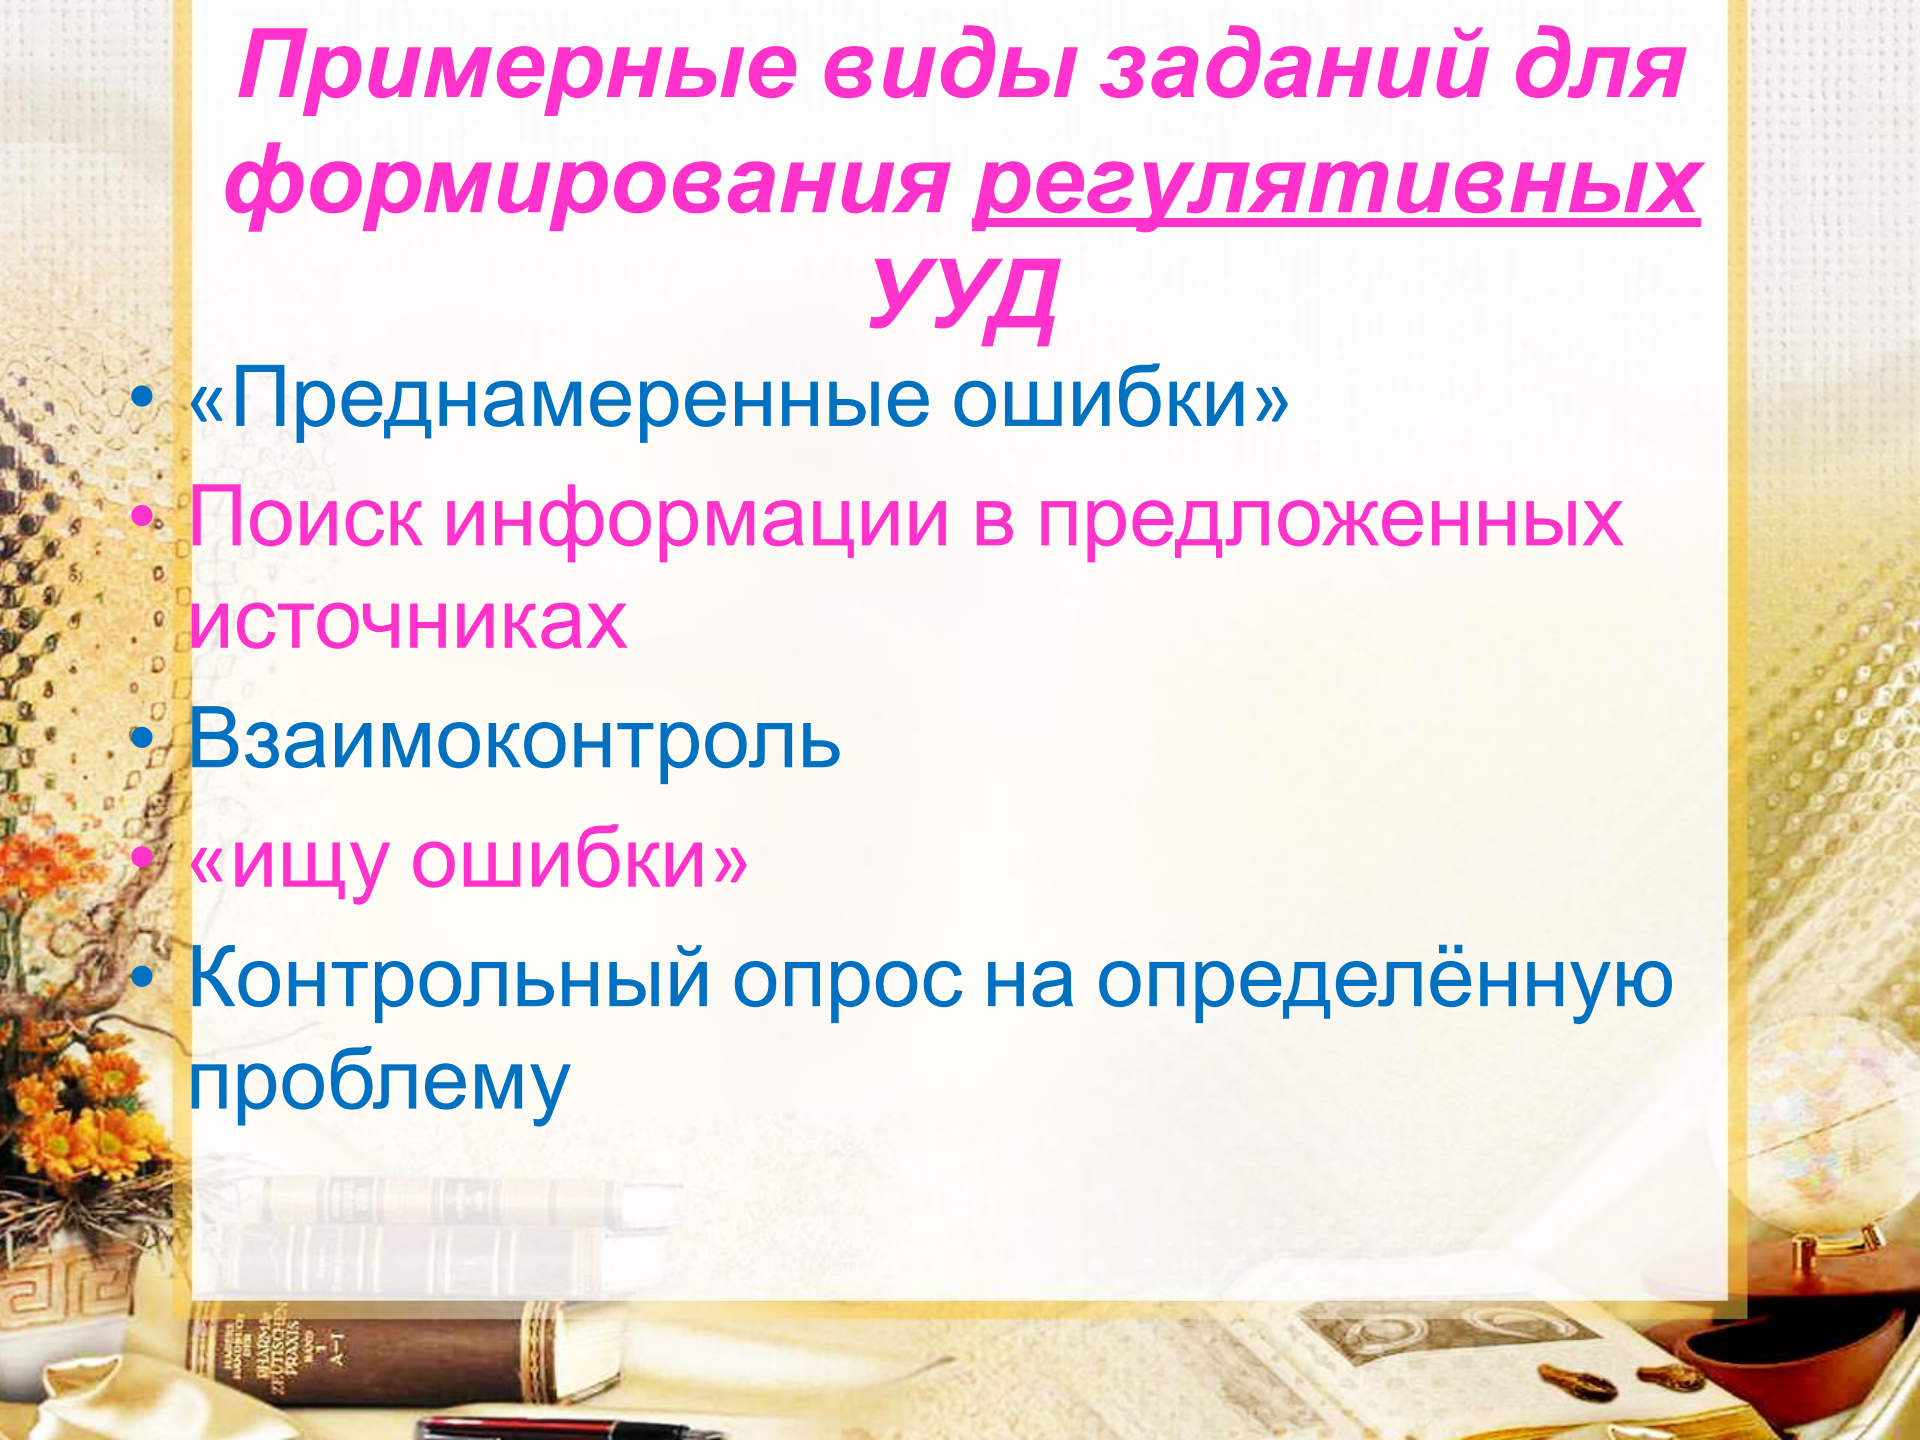 Примерные виды заданий для
формирования регулятивных
УУД
• «Преднамеренные ошибки»
• Поиск информации в предложенных
источниках
• Взаимоконтроль
• «ищу ошибки»
• Контрольный опрос на определённую
проблему